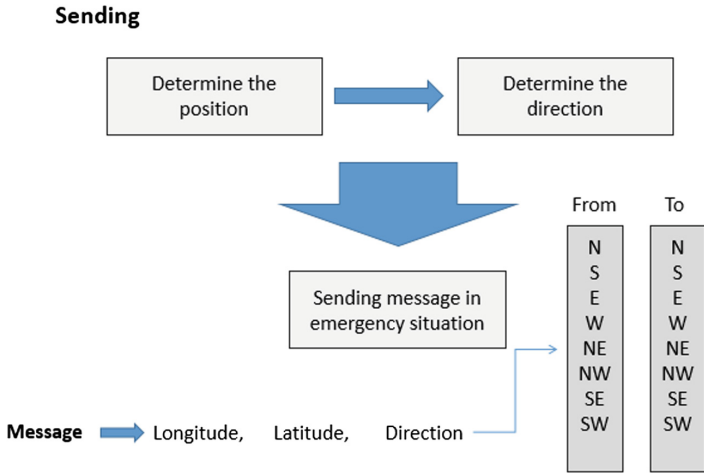 Sending
Determine the
position
Determine the
direction
Sending message in
emergency situation
From
N
S
E
W
NE
NW
SE
SW
To
N
S
E
W
NE
NW
SE
SW
Message
Longitude, Latitude, Direction